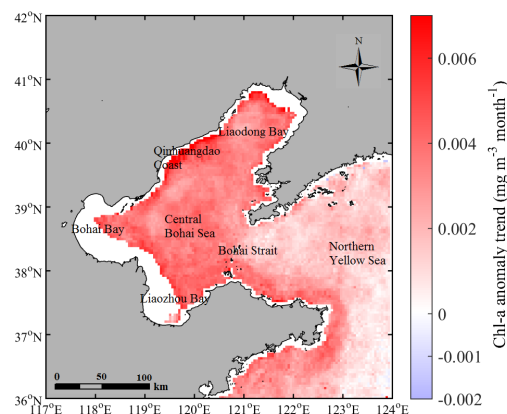 42°N
41°N
40°N
39°N
38°N
37°N
36°N
N
Liaodong Bay
Qinhuangdao
Coast
Bohai Bay
Central
Bohai Sea
Bohai Strait
Northern
Yellow Sea
Liaozhou Bay
0 50 100
km
117°E 118°E 119°E 120°E 121°E 122°E 123°E 124°E
0.006
0.004
0.002
0
-0.001
-0.002
Chl-a anomaly trend (mg m⁻³ month⁻¹)